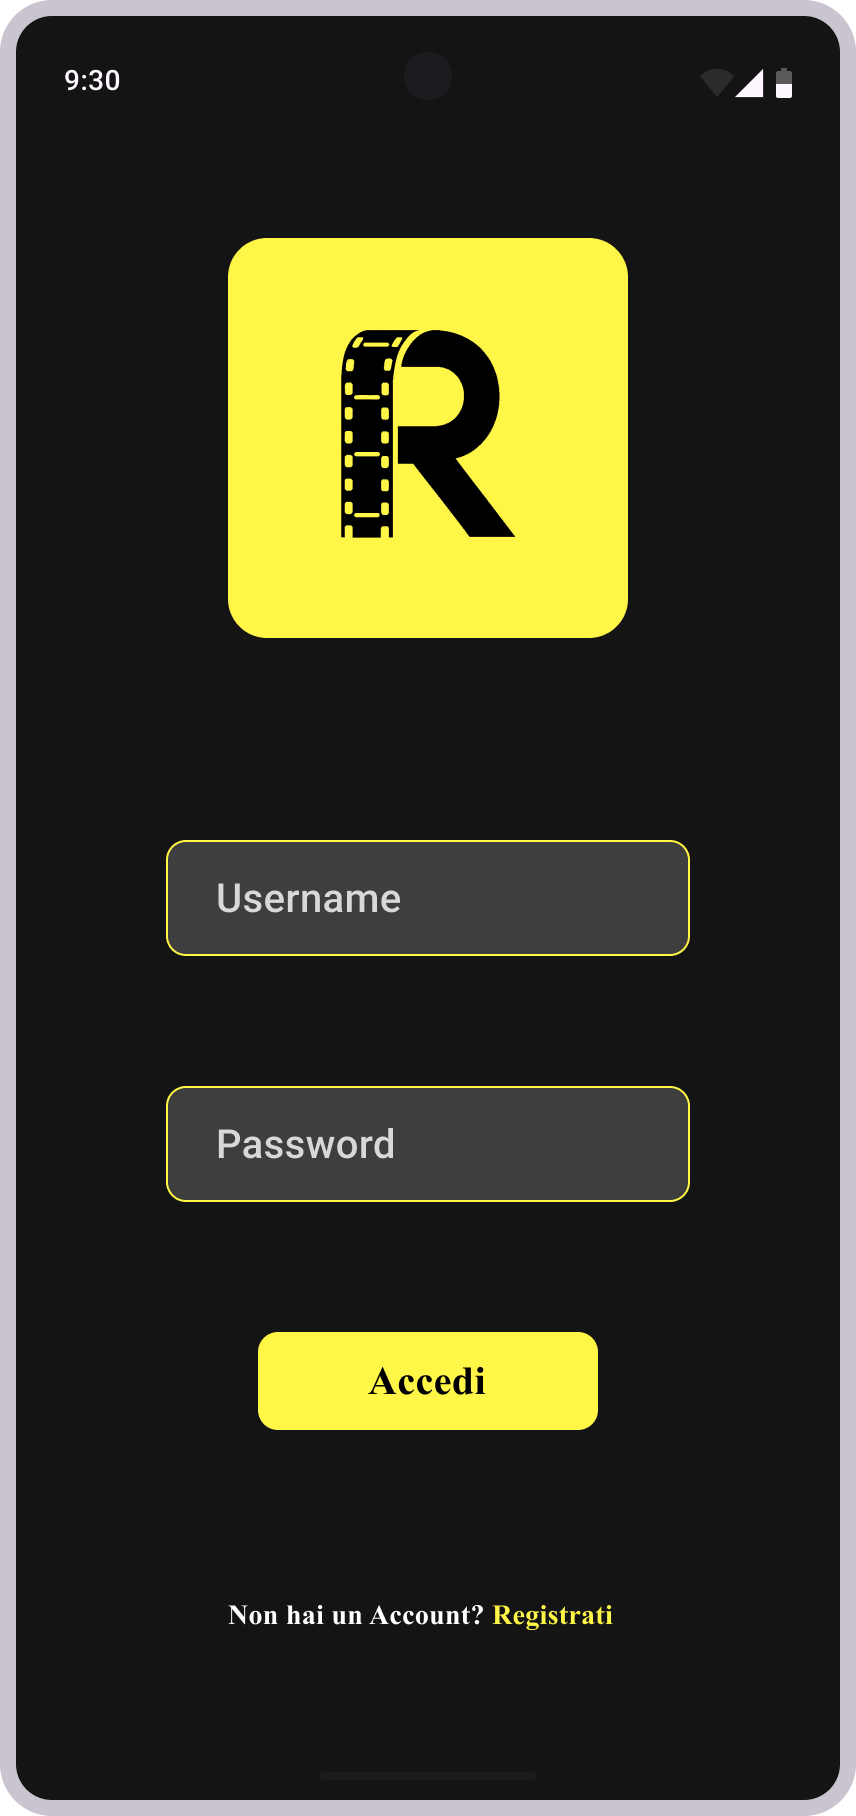 9:30
R
Username
Password
Accedi
Non hai un Account? Registrati